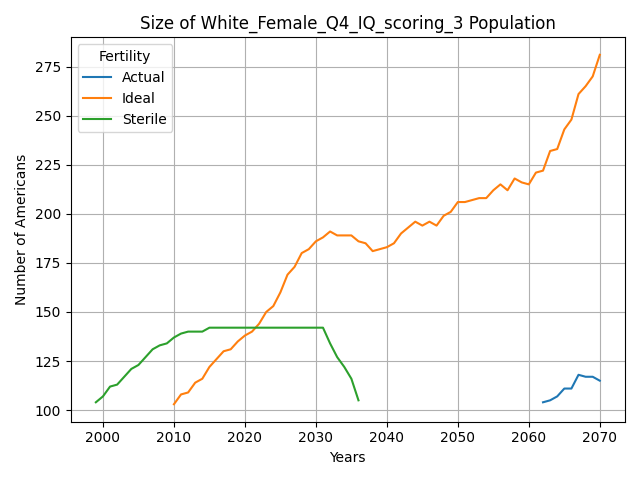 Size of White_Female_Q4_IQ_scoring_3 Population
Fertility
Actual
Ideal
Sterile
Number of Americans
275
250
225
200
175
150
125
100
2000 2010 2020 2030 2040 2050 2060 2070
Years